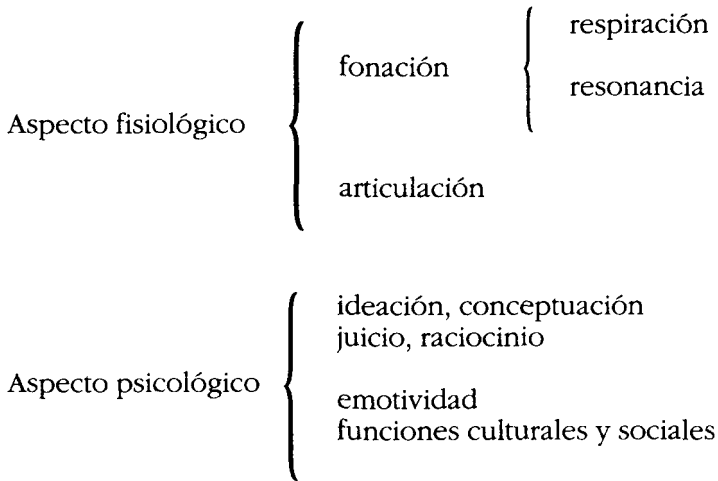 respiración
fonación
resonancia
Aspecto fisiológico
articulación
ideación, conceptuación
juicio, raciocinio
Aspecto psicológico
emotividad
funciones culturales y sociales